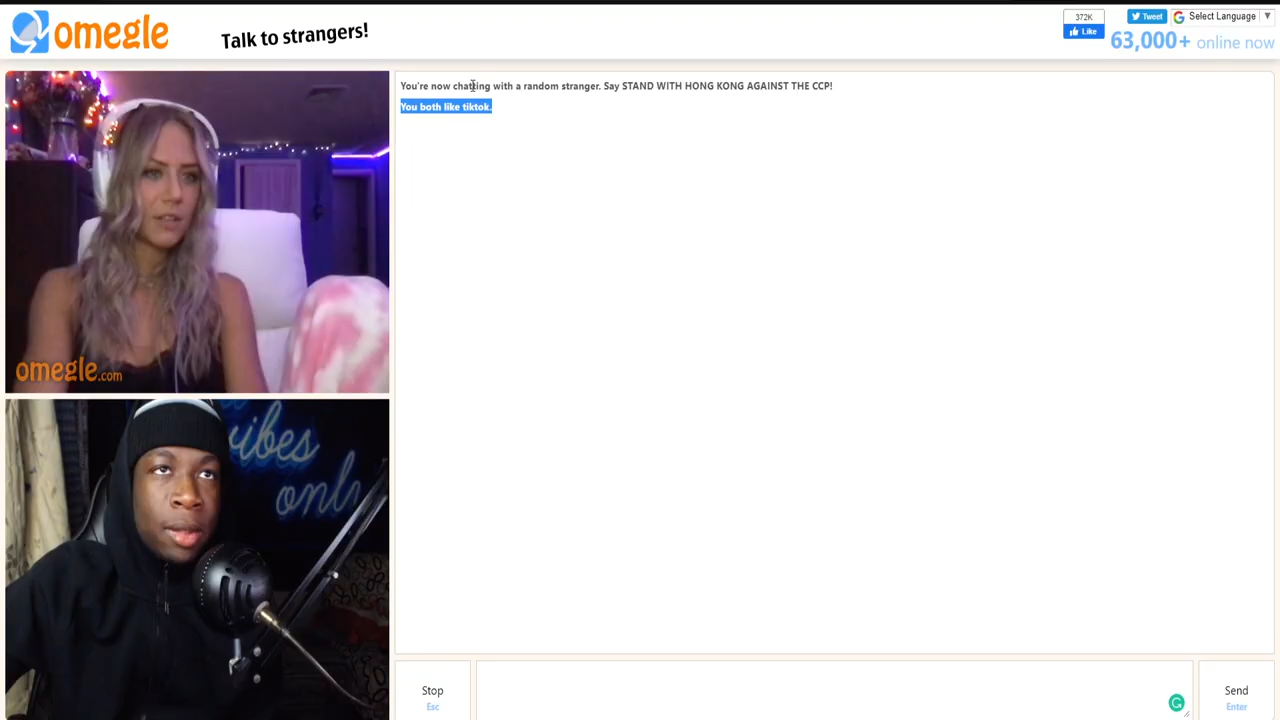 omegle
Talk to strangers!
372K
Like
Tweet
Select Language
63,000+ online now
You're now chatting with a random stranger. Say STAND WITH HONG KONG AGAINST THE CCP!
You both like tiktok.
omegle.com
vibes
only
Stop
Esc
Send
Enter